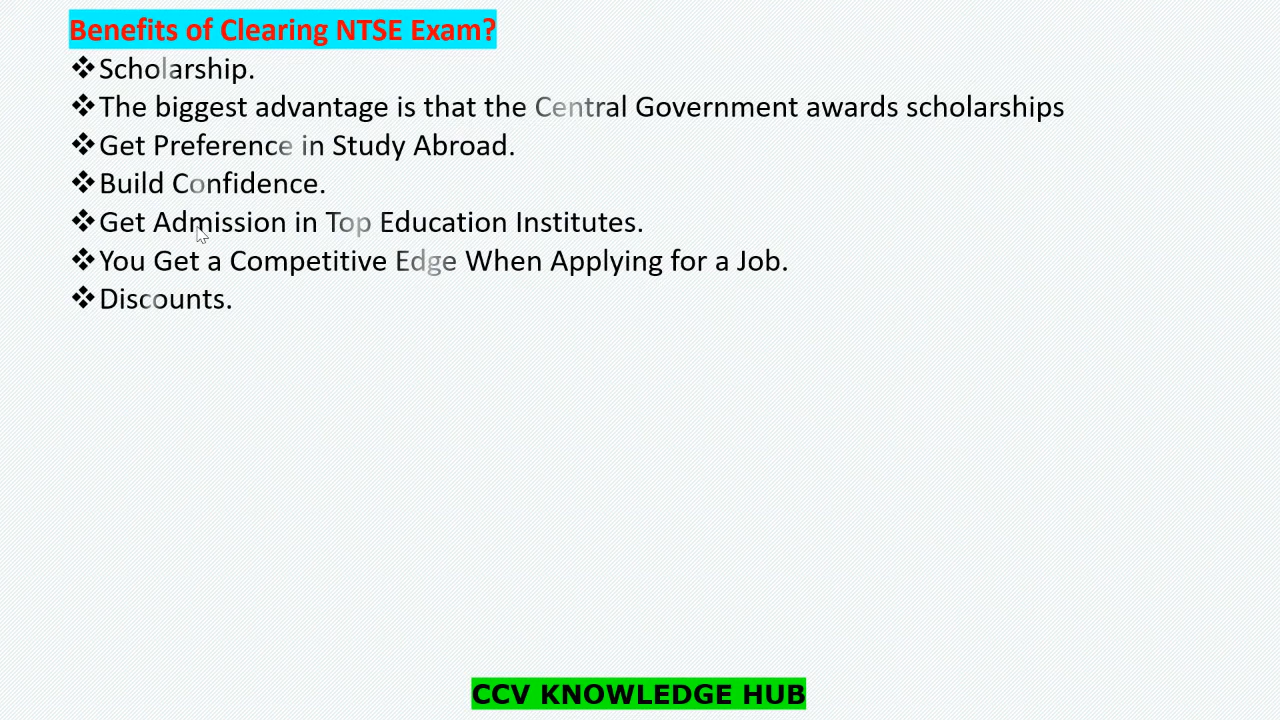 Benefits of Clearing NTSE Exam?
❖Scholarship.
❖The biggest advantage is that the Central Government awards scholarships
❖Get Preference in Study Abroad.
❖Build Confidence.
❖Get Admission in Top Education Institutes.
❖You Get a Competitive Edge When Applying for a Job.
❖Discounts.
CCV KNOWLEDGE HUB